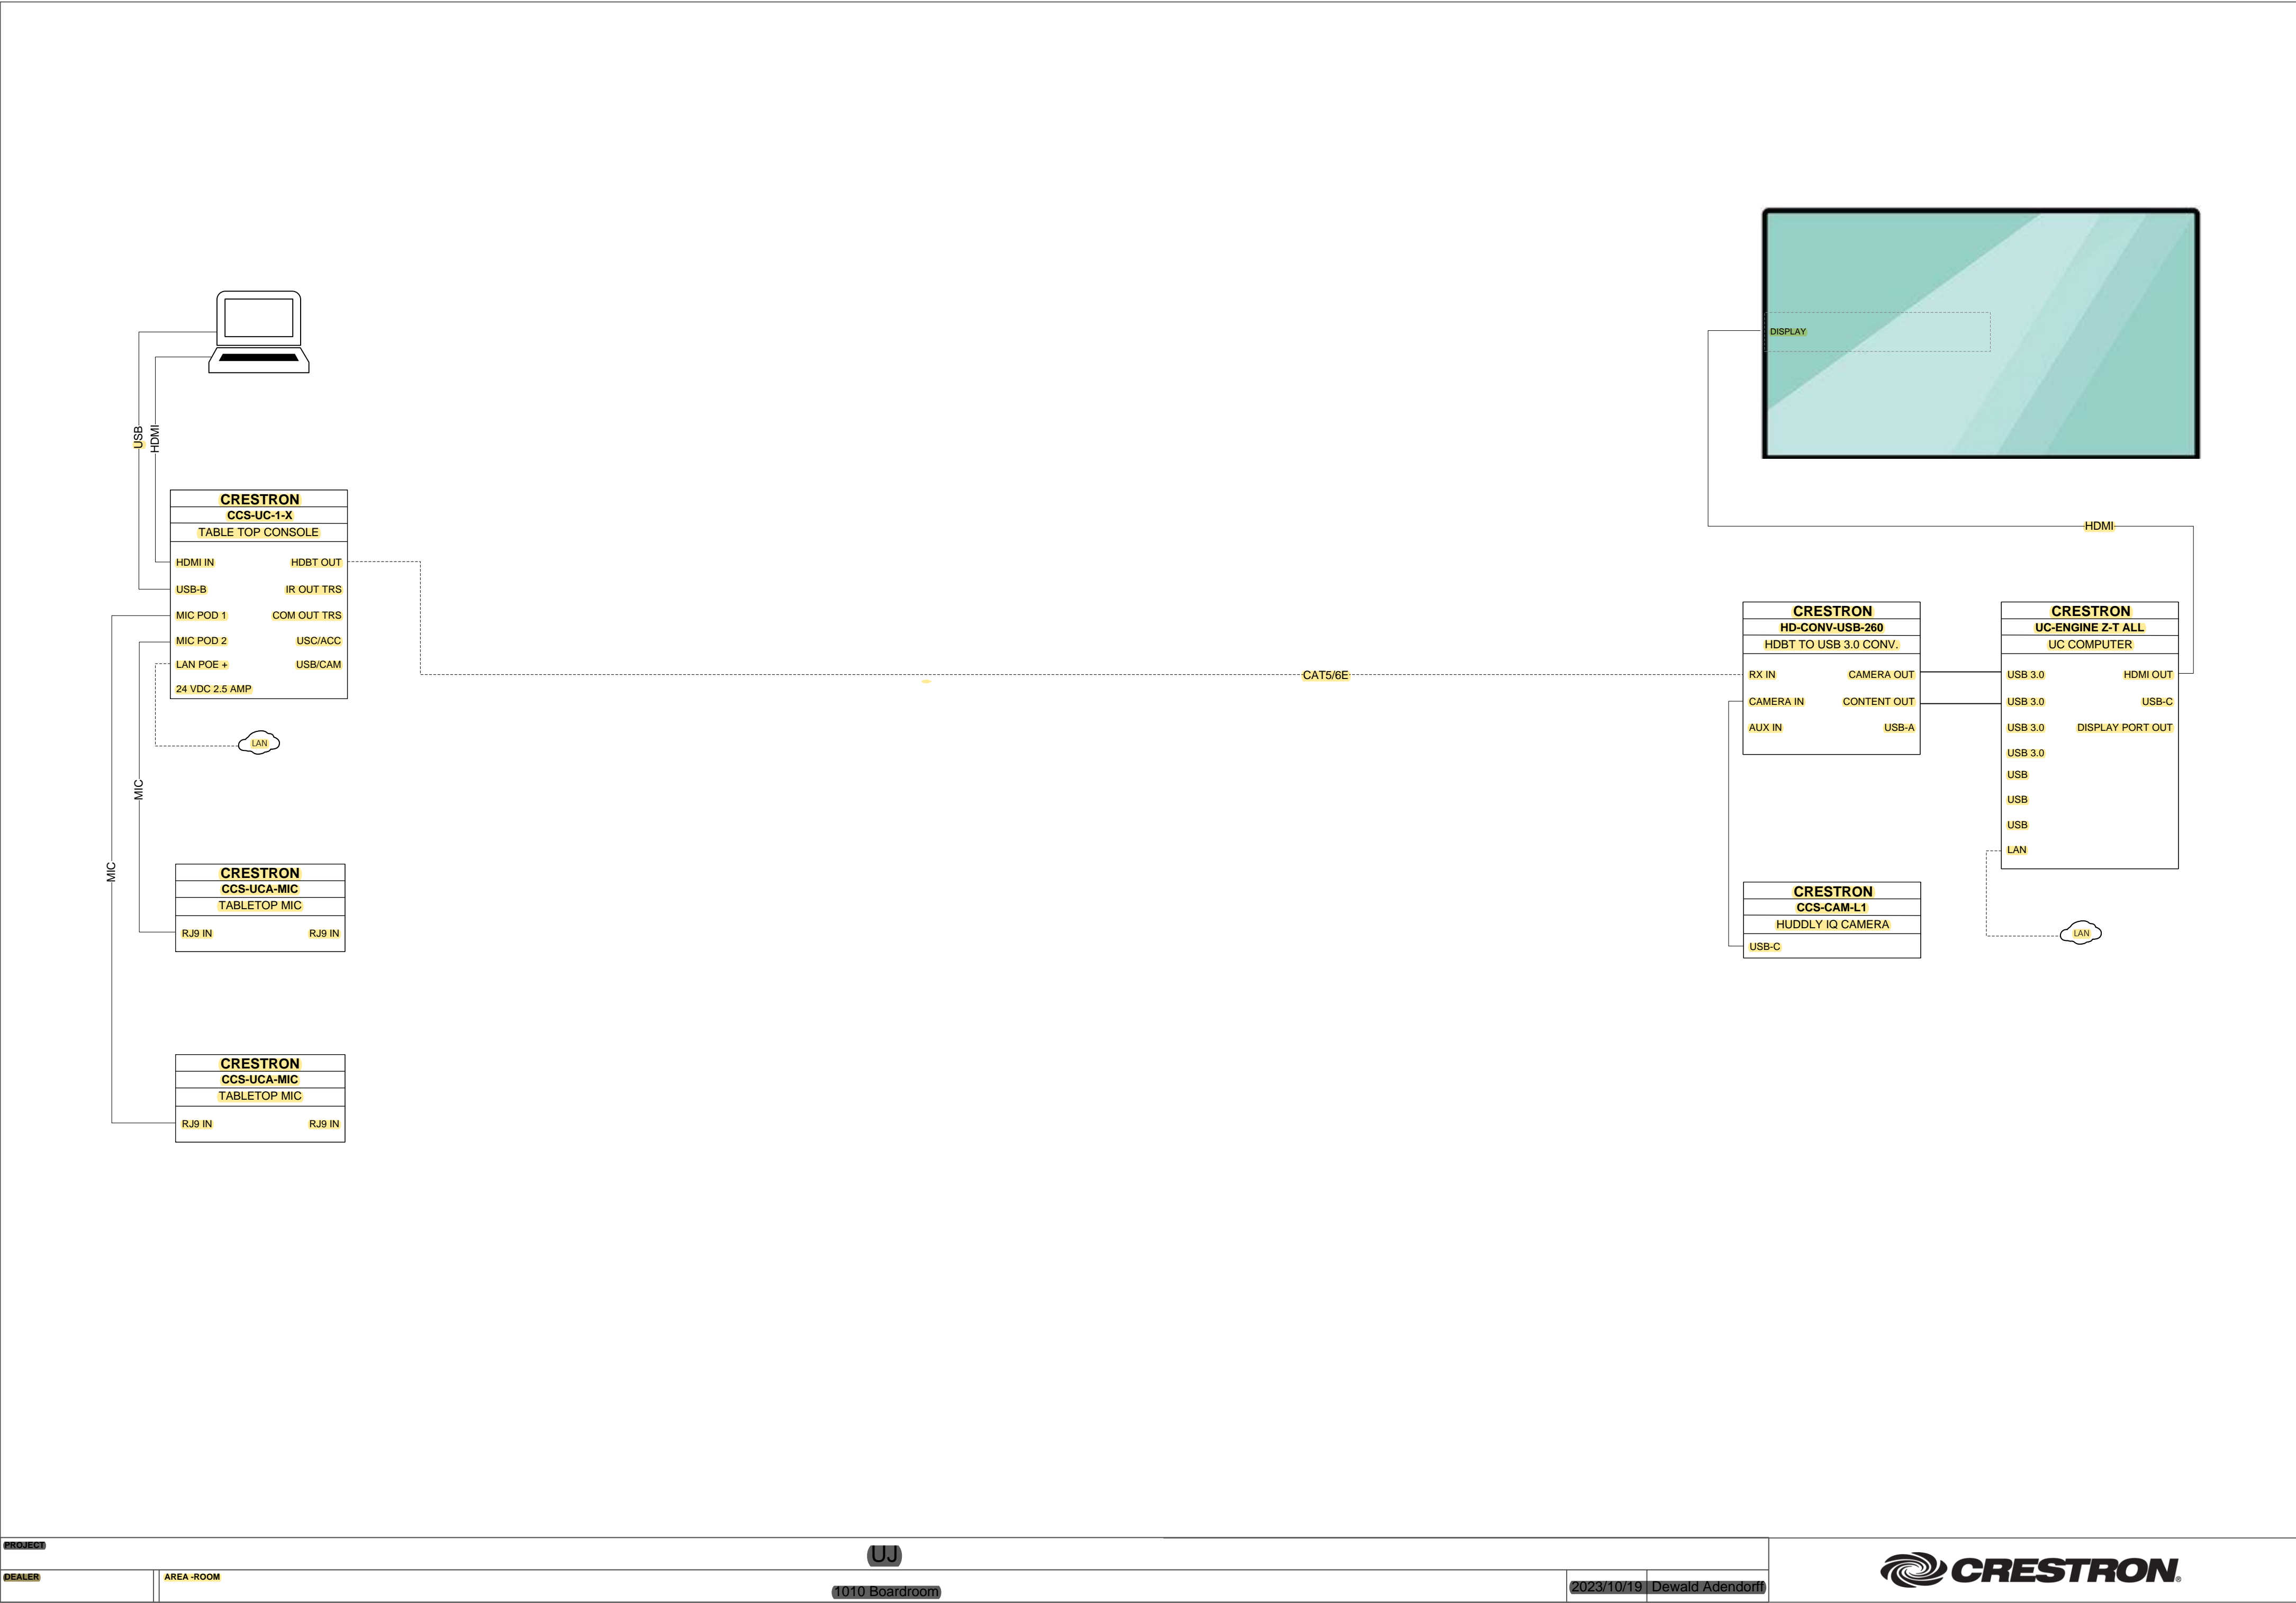 DISPLAY
USB
HDMI
HDMI
CRESTRON
CCS-UC-1-X
TABLE TOP CONSOLE
HDMI IN HDBT OUT
USB-B IR OUT TRS
MIC POD 1 COM OUT TRS
MIC POD 2 USC/ACC
LAN POE + USB/CAM
24 VDC 2.5 AMP
LAN
MIC
MIC
CRESTRON
CCS-UCA-MIC
TABLETOP MIC
RJ9 IN RJ9 IN
CRESTRON
CCS-UCA-MIC
TABLETOP MIC
RJ9 IN RJ9 IN
CAT5/6E
CRESTRON
HD-CONV-USB-260
HDBT TO USB 3.0 CONV.
RX IN CAMERA OUT
CAMERA IN CONTENT OUT
AUX IN USB-A
CRESTRON
UC-ENGINE Z-T ALL
UC COMPUTER
USB 3.0 HDMI OUT
USB 3.0 USB-C
USB 3.0 DISPLAY PORT OUT
USB 3.0
USB
USB
USB
LAN
CRESTRON
CCS-CAM-L1
HUDDLY IQ CAMERA
USB-C
LAN
PROJECT
UJ
DEALER
AREA -ROOM
1010 Boardroom
2023/10/19 Dewald Adendorff
CRESTRON®